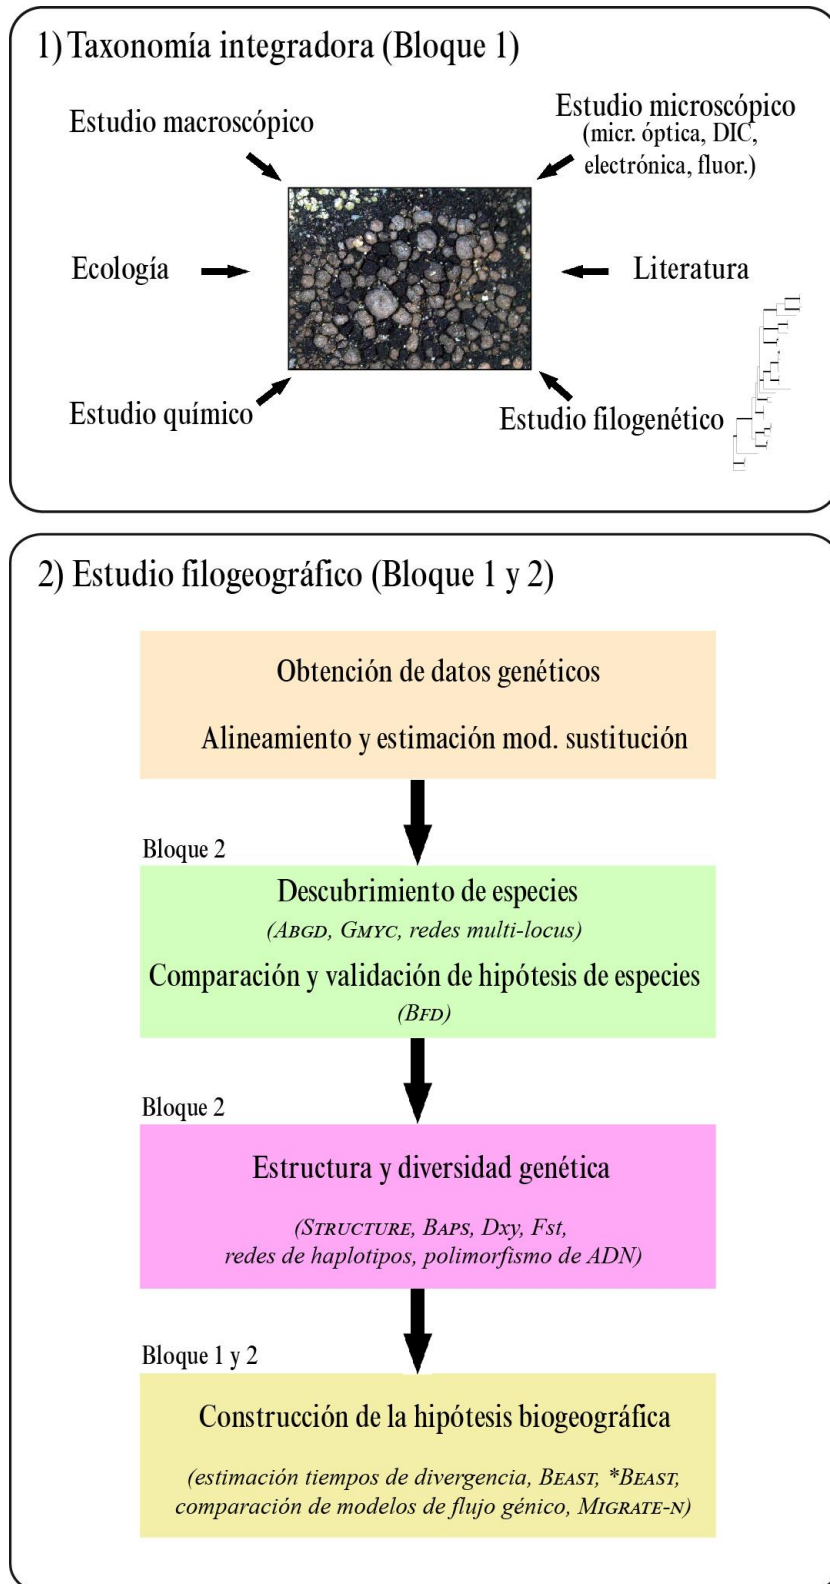 1) Taxonomía integradora (Bloque 1)
Estudio macroscópico
Estudio microscópico
(micr. óptica, DIC,
electrónica, fluor.)
Ecología
Literatura
Estudio químico
Estudio filogenético
2) Estudio filogeográfico (Bloque 1 y 2)
Obtención de datos genéticos
Alineamiento y estimación mod. sustitución
Bloque 2
Descubrimiento de especies
(ABGD, GMYC, redes multi-locus)
Comparación y validación de hipótesis de especies
(BFD)
Bloque 2
Estructura y diversidad genética
(STRUCTURE, BAPS, Dxy, Fst,
redes de haplotipos, polimorfismo de ADN)
Bloque 1 y 2
Construcción de la hipótesis biogeográfica
(estimación tiempos de divergencia, BEAST, *BEAST,
comparación de modelos de flujo génico, MIGRATE-N)